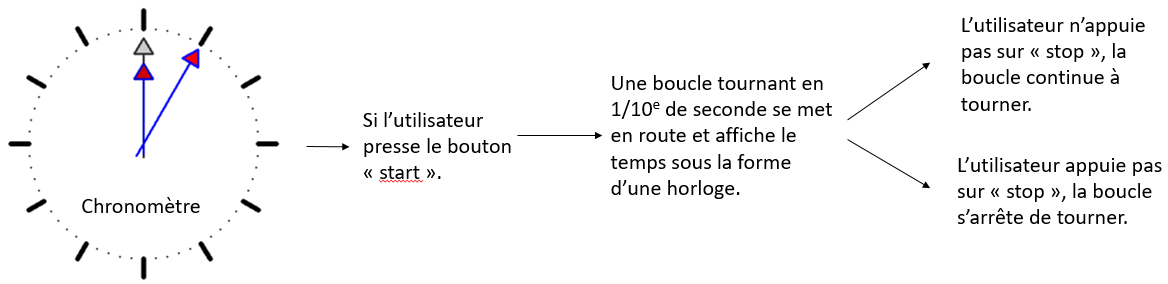 Chronomètre
Si l’utilisateur
presse le bouton
« start ».
Une boucle tournant en
1/10e de seconde se met
en route et affiche le
temps sous la forme
d’une horloge.
L’utilisateur n’appuie
pas sur « stop », la
boucle continue à
tourner.
L’utilisateur appuie pas
sur « stop », la boucle
s’arrête de tourner.